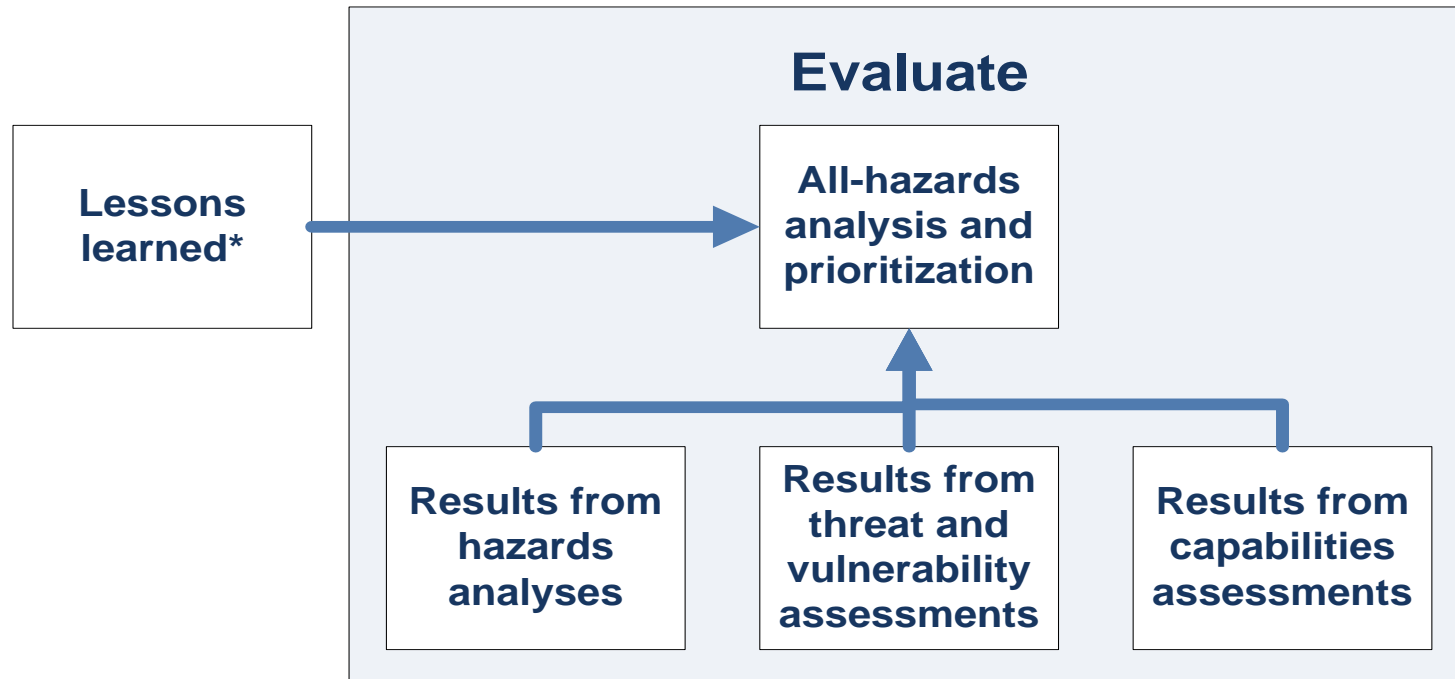 Evaluate
Lessons
learned*
All-hazards
analysis and
prioritization
Results from
hazards
analyses
Results from
threat and
vulnerability
assessments
Results from
capabilities
assessments